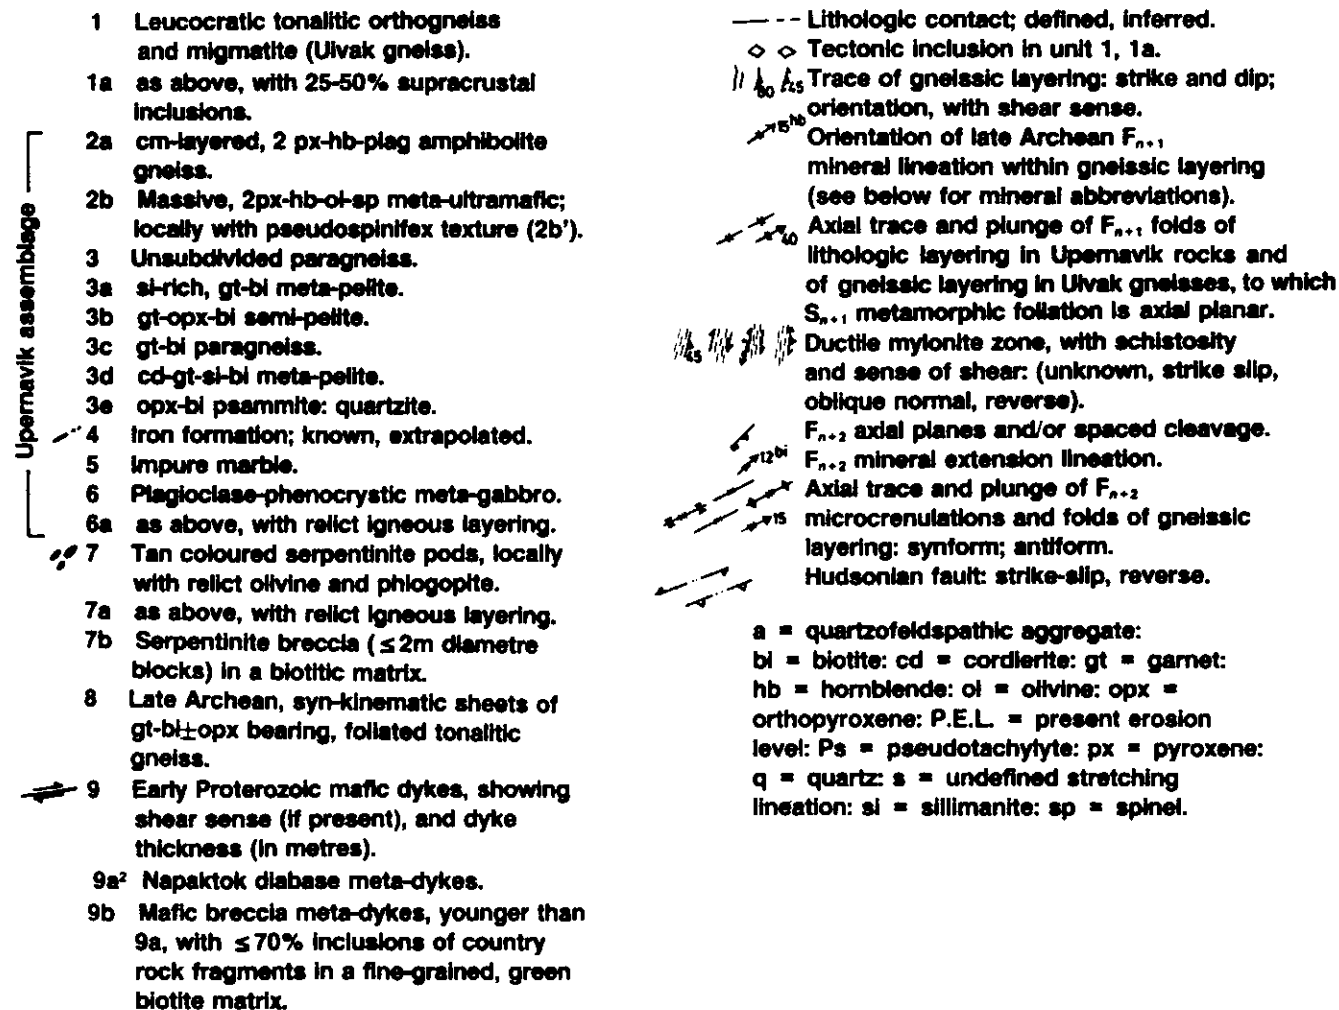 1 Leucocratic tonalitic orthogneiss
and migmatite (Uivak gneiss).
1a as above, with 25-50% supracrustal
inclusions.
Upernavik assemblage
2a cm-layered, 2 px-hb-plag amphibolite
gneiss.
2b Massive, 2px-hb-ol-sp meta-ultramafic;
locally with pseudospinifex texture (2b').
3 Unsubdivided paragneiss.
3a si-rich, gt-bi meta-pelite.
3b gt-opx-bi semi-pelite.
3c gt-bi paragneiss.
3d cd-gt-si-bi meta-pelite.
3e opx-bi psammite: quartzite.
4 Iron formation; known, extrapolated.
5 Impure marble.
6 Plagioclase-phenocrystic meta-gabbro.
6a as above, with relict igneous layering.
7 Tan coloured serpentinite pods, locally
with relict olivine and phlogopite.
7a as above, with relict igneous layering.
7b Serpentinite breccia (≤2m diametre
blocks) in a biotitic matrix.
8 Late Archean, syn-kinematic sheets of
gt-bi±opx bearing, foliated tonalitic
gneiss.
9 Early Proterozoic mafic dykes, showing
shear sense (if present), and dyke
thickness (in metres).
9a² Napaktok diabase meta-dykes.
9b Mafic breccia meta-dykes, younger than
9a, with ≤70% inclusions of country
rock fragments in a fine-grained, green
biotite matrix.
Lithologic contact; defined, inferred.
Tectonic inclusion in unit 1, 1a.
80 45 Trace of gneissic layering: strike and dip;
orientation, with shear sense.
15 hb Orientation of late Archean Fn+1
mineral lineation within gneissic layering
(see below for mineral abbreviations).
40 Axial trace and plunge of Fn+1 folds of
lithologic layering in Upernavik rocks and
of gneissic layering in Uivak gneisses, to which
Sn+1 metamorphic foliation is axial planar.
45 Ductile mylonite zone, with schistosity
and sense of shear: (unknown, strike slip,
oblique normal, reverse).
Fn+2 axial planes and/or spaced cleavage.
12 bi Fn+2 mineral extension lineation.
Axial trace and plunge of Fn+2
15 microcrenulations and folds of gneissic
layering: synform; antiform.
Hudsonian fault: strike-slip, reverse.
a = quartzofeldspathic aggregate:
bi = biotite: cd = cordierite: gt = garnet:
hb = hornblende: ol = olivine: opx =
orthopyroxene: P.E.L. = present erosion
level: Ps = pseudotachylyte: px = pyroxene:
q = quartz: s = undefined stretching
lineation: si = sillimanite: sp = spinel.